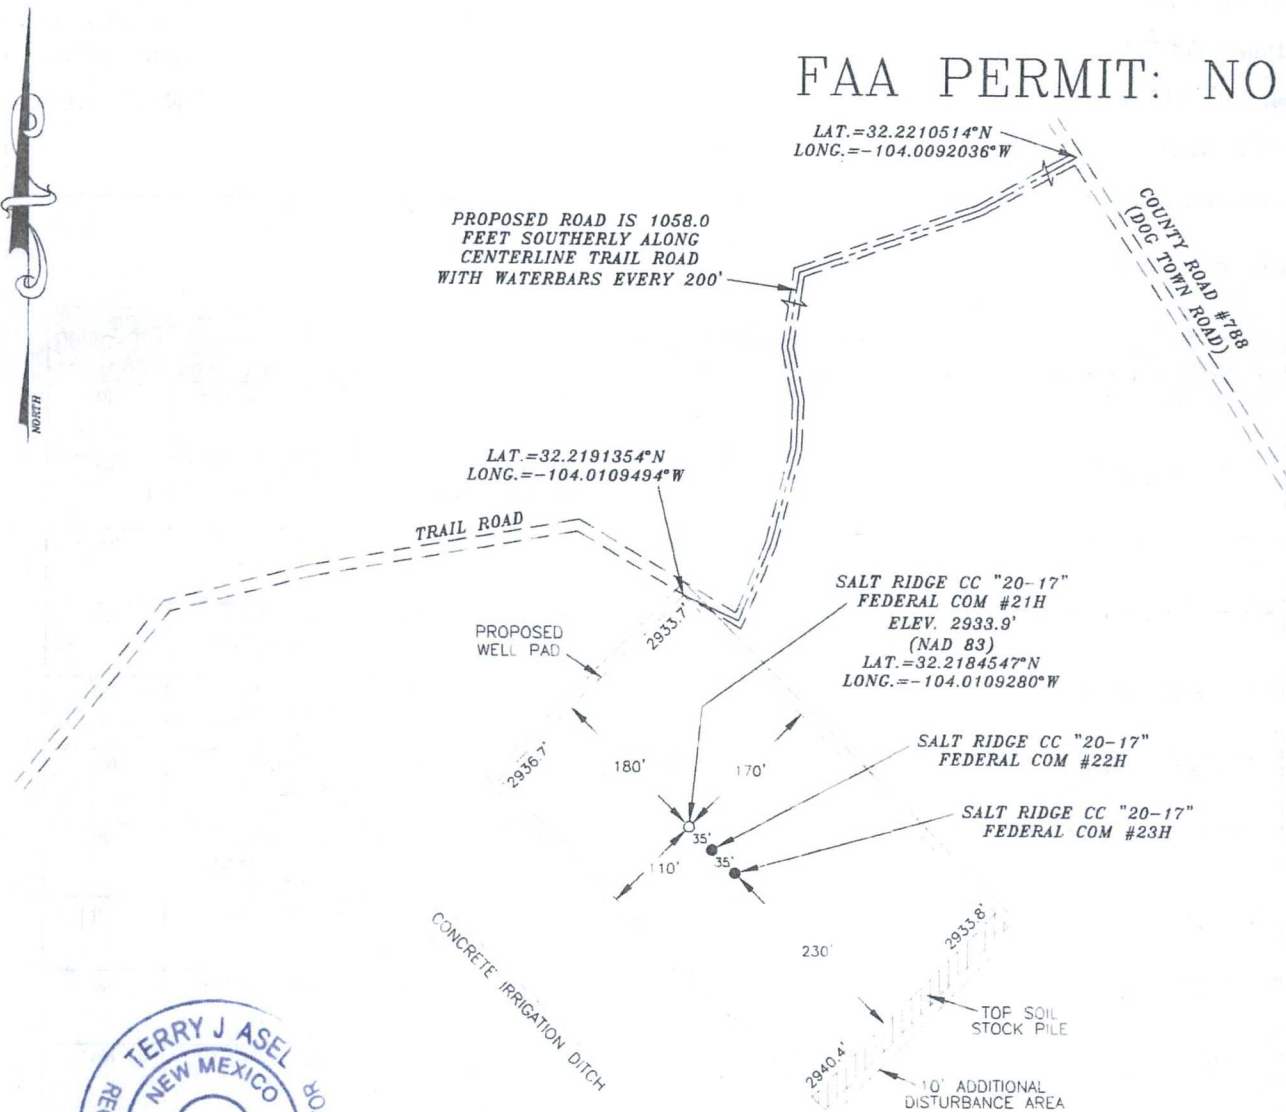 FAA PERMIT: NO
LAT.=32.2210514°N
LONG.=-104.0092036°W
PROPOSED ROAD IS 1058.0
FEET SOUTHERLY ALONG
CENTERLINE TRAIL ROAD
WITH WATERBARS EVERY 200'
COUNTY ROAD #788
(DOG TOWN ROAD)
NORTH
LAT.=32.2191354°N
LONG.=-104.0109494°W
TRAIL ROAD
SALT RIDGE CC "20-17"
FEDERAL COM #21H
ELEV. 2933.9'
(NAD 83)
LAT.=32.2184547°N
LONG.=-104.0109280°W
PROPOSED
WELL PAD
2933.7'
2936.7'
180'
170'
SALT RIDGE CC "20-17"
FEDERAL COM #22H
SALT RIDGE CC "20-17"
FEDERAL COM #23H
35'
35'
110'
CONCRETE IRRIGATION DITCH
230'
2933.8'
TOP SOIL
STOCK PILE
2940.4'
10' ADDITIONAL
DISTURBANCE AREA
TERRY J ASEL
NEW MEXICO